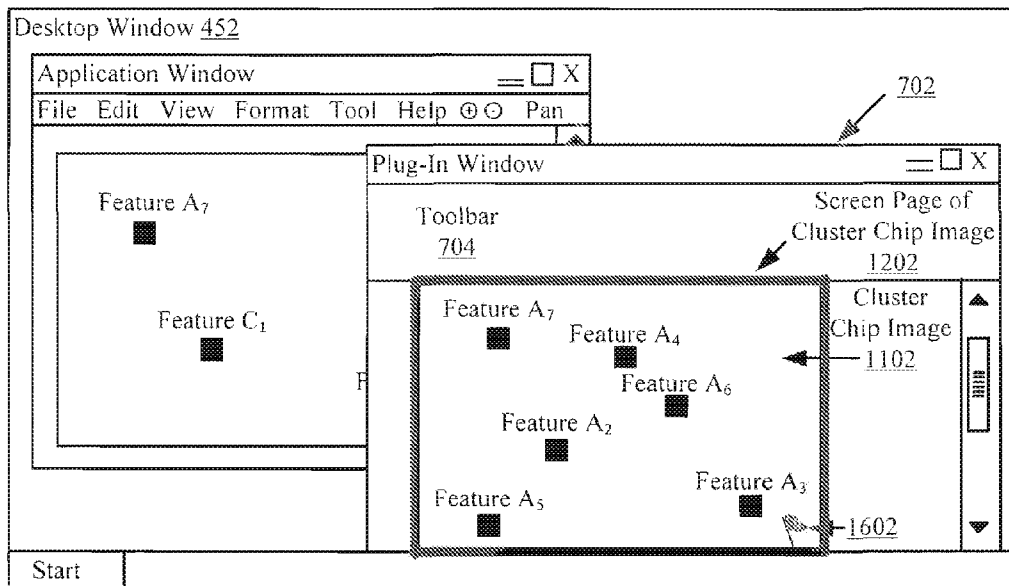 Desktop Window 452
Application Window
X
File Edit View Format Tool Help Pan
702
Plug-In Window
X
Feature A₇
Feature C₁
F
Toolbar
704
Screen Page of
Cluster Chip Image
1202
Cluster
Chip Image
1102
Feature A₇
Feature A₄
Feature A₆
Feature A₂
Feature A₃
Feature A₅
1602
Start